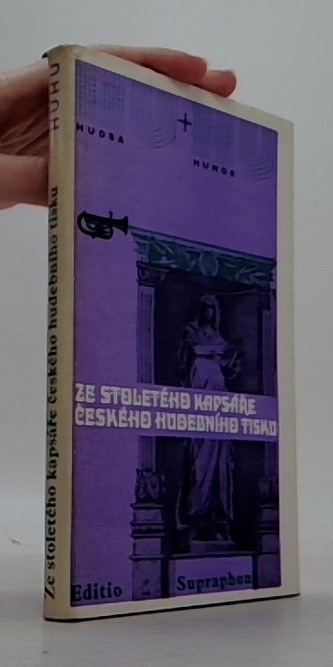 HUDBA
+
HUMOR
ZE STOLETÉHO KAPSÁŘE
ČESKÉHO HUDEBNÍHO TISKU
Editio Supraphon
Ze stoletého kapsáře českého hudebního tisku HUHU